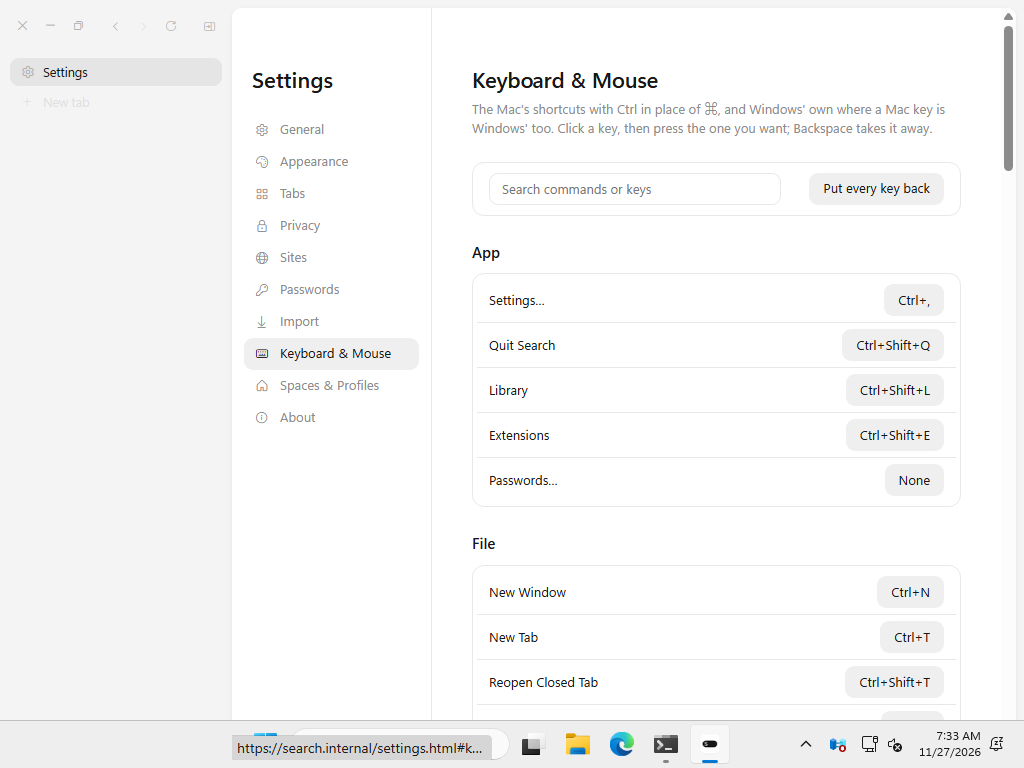 Settings
+ New tab
Settings
General
Appearance
Tabs
Privacy
Sites
Passwords
Import
Keyboard & Mouse
Spaces & Profiles
About
Keyboard & Mouse
The Mac's shortcuts with Ctrl in place of ⌘, and Windows' own where a Mac key is
Windows' too. Click a key, then press the one you want; Backspace takes it away.
Search commands or keys
Put every key back
App
Settings...
Ctrl+,
Quit Search
Ctrl+Shift+Q
Library
Ctrl+Shift+L
Extensions
Ctrl+Shift+E
Passwords...
None
File
New Window
Ctrl+N
New Tab
Ctrl+T
Reopen Closed Tab
Ctrl+Shift+T
https://search.internal/settings.html#k...
7:33 AM
11/27/2026